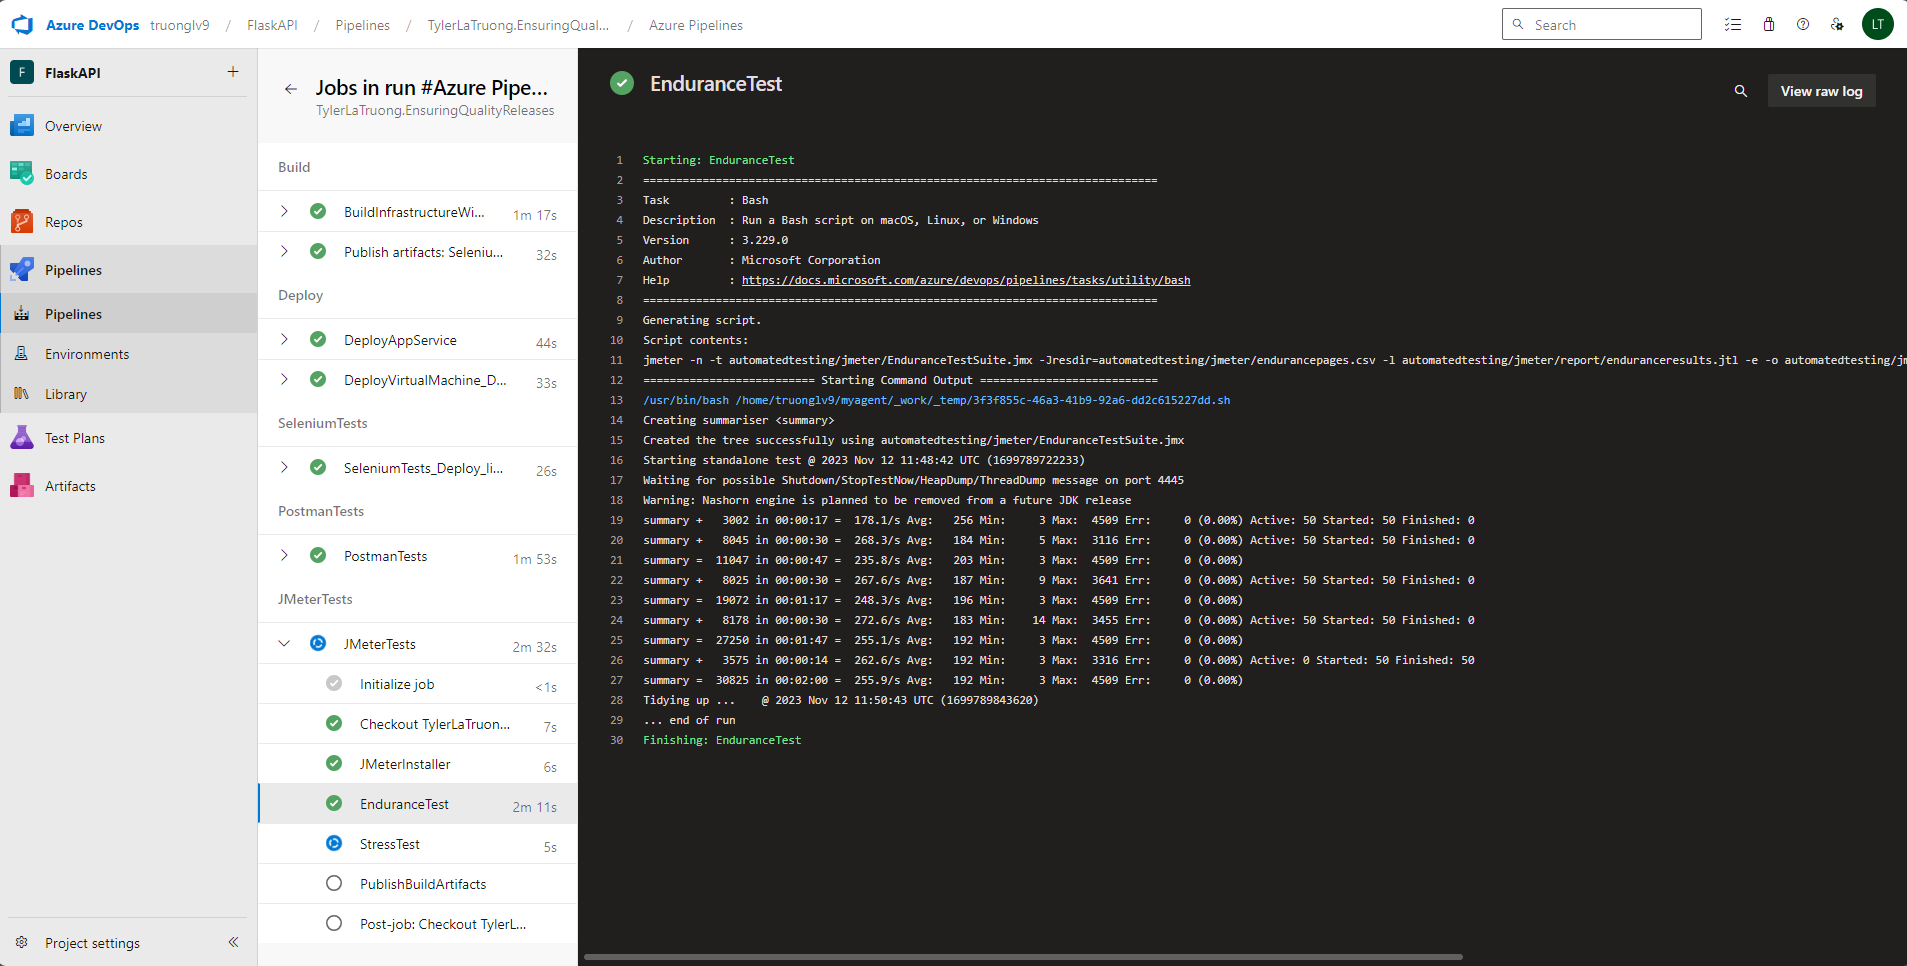 Azure DevOps truonglv9 / FlaskAPI / Pipelines / TylerLaTruong.EnsuringQual... / Azure Pipelines
Search
LT
F FlaskAPI +
Overview
Boards
Repos
Pipelines
Pipelines
Environments
Library
Test Plans
Artifacts
Project settings
Jobs in run #Azure Pipe...
TylerLaTruong.EnsuringQualityReleases
Build
BuildInfrastructureWi... 1m 17s
Publish artifacts: Seleniu... 32s
Deploy
DeployAppService 44s
DeployVirtualMachine_D... 33s
SeleniumTests
SeleniumTests_Deploy_li... 26s
PostmanTests
PostmanTests 1m 53s
JMeterTests
JMeterTests 2m 32s
Initialize job <1s
Checkout TylerLaTruon... 7s
JMeterInstaller 6s
EnduranceTest 2m 11s
StressTest 5s
PublishBuildArtifacts
Post-job: Checkout TylerL...
EnduranceTest
View raw log
1 Starting: EnduranceTest
2 ==============================================================================
3 Task         : Bash
4 Description  : Run a Bash script on macOS, Linux, or Windows
5 Version      : 3.229.0
6 Author       : Microsoft Corporation
7 Help         : https://docs.microsoft.com/azure/devops/pipelines/tasks/utility/bash
8 ==============================================================================
9 Generating script.
10 Script contents:
11 jmeter -n -t automatedtesting/jmeter/EnduranceTestSuite.jmx -Jresdir=automatedtesting/jmeter/endurancepages.csv -l automatedtesting/jmeter/report/enduranceresults.jtl -e -o automatedtesting/jm
12 ========================== Starting Command Output ===========================
13 /usr/bin/bash /home/truonglv9/myagent/_work/_temp/3f3f855c-46a3-41b9-92a6-dd2c615227dd.sh
14 Creating summariser <summary>
15 Created the tree successfully using automatedtesting/jmeter/EnduranceTestSuite.jmx
16 Starting standalone test @ 2023 Nov 12 11:48:42 UTC (1699789722233)
17 Waiting for possible Shutdown/StopTestNow/HeapDump/ThreadDump message on port 4445
18 Warning: Nashorn engine is planned to be removed from a future JDK release
19 summary +   3002 in 00:00:17 =  178.1/s Avg:   256 Min:     3 Max:  4509 Err:     0 (0.00%) Active: 50 Started: 50 Finished: 0
20 summary +   8045 in 00:00:30 =  268.3/s Avg:   184 Min:     5 Max:  3116 Err:     0 (0.00%) Active: 50 Started: 50 Finished: 0
21 summary =  11047 in 00:00:47 =  235.8/s Avg:   203 Min:     3 Max:  4509 Err:     0 (0.00%)
22 summary +   8025 in 00:00:30 =  267.6/s Avg:   187 Min:     9 Max:  3641 Err:     0 (0.00%) Active: 50 Started: 50 Finished: 0
23 summary =  19072 in 00:01:17 =  248.3/s Avg:   196 Min:     3 Max:  4509 Err:     0 (0.00%)
24 summary +   8178 in 00:00:30 =  272.6/s Avg:   183 Min:    14 Max:  3455 Err:     0 (0.00%) Active: 50 Started: 50 Finished: 0
25 summary =  27250 in 00:01:47 =  255.1/s Avg:   192 Min:     3 Max:  4509 Err:     0 (0.00%)
26 summary +   3575 in 00:00:14 =  262.6/s Avg:   192 Min:     3 Max:  3316 Err:     0 (0.00%) Active: 0 Started: 50 Finished: 50
27 summary =  30825 in 00:02:00 =  255.9/s Avg:   192 Min:     3 Max:  4509 Err:     0 (0.00%)
28 Tidying up ...    @ 2023 Nov 12 11:50:43 UTC (1699789843620)
29 ... end of run
30 Finishing: EnduranceTest